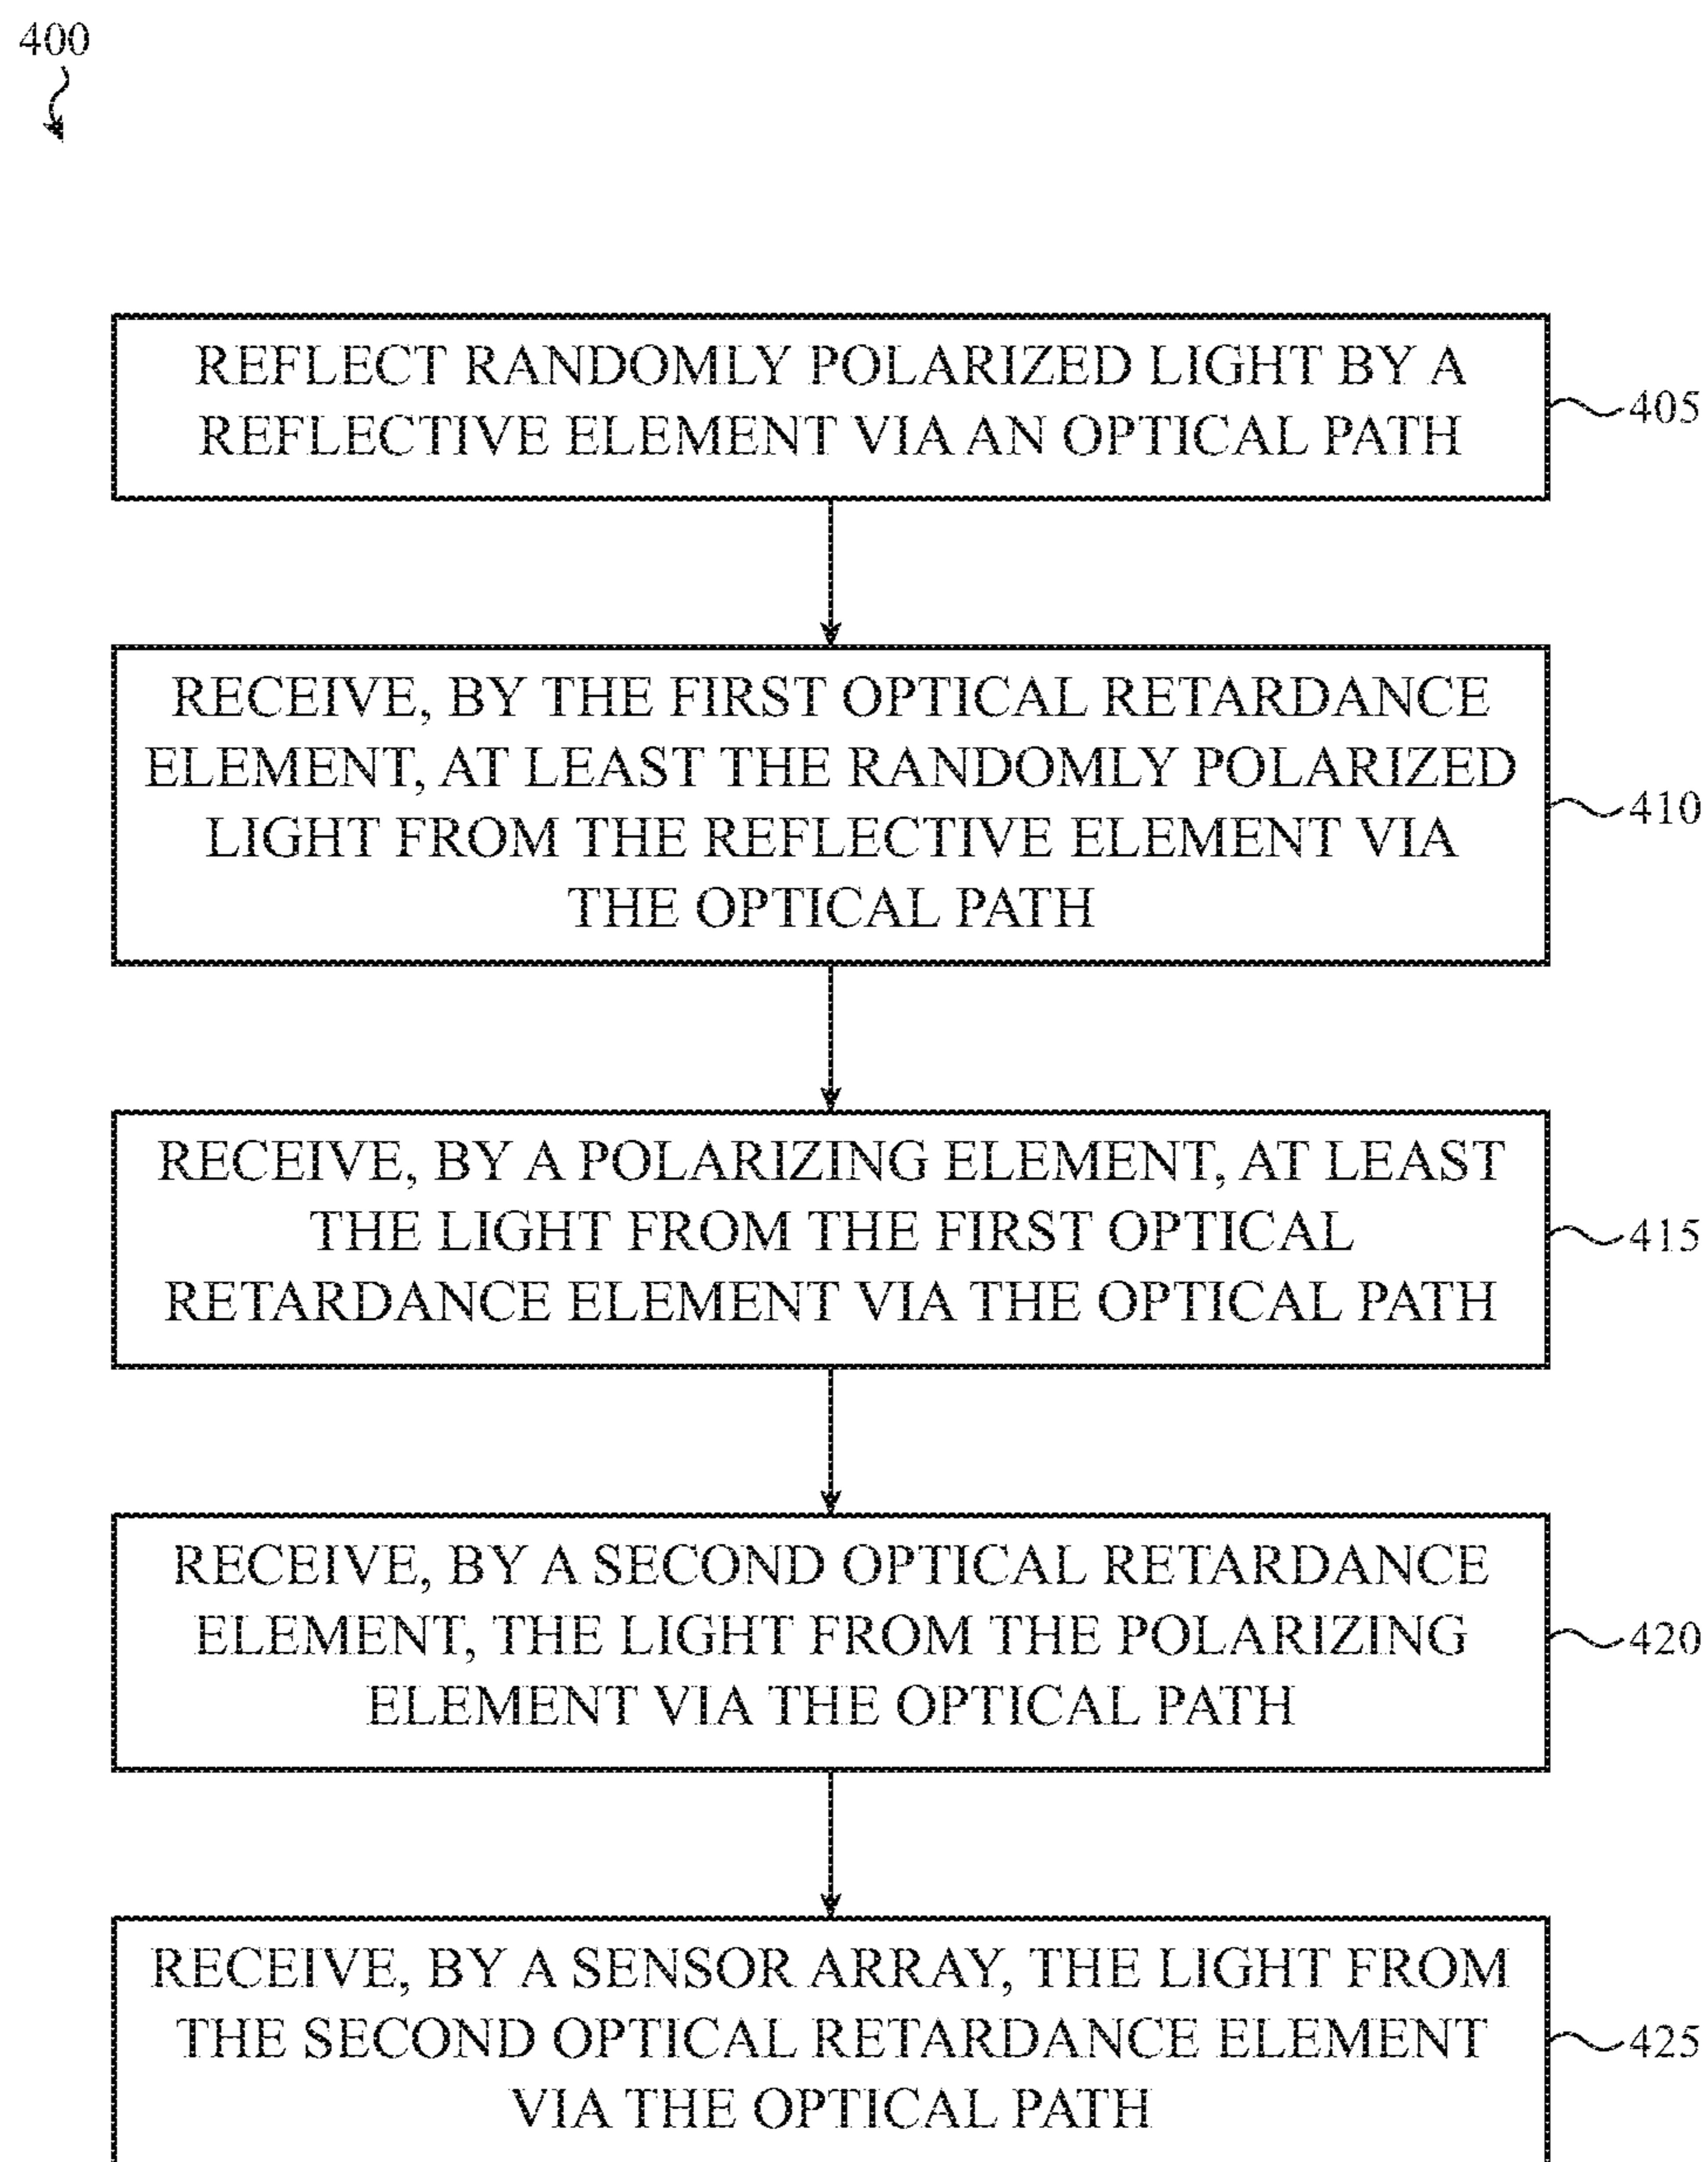 400
REFLECT RANDOMLY POLARIZED LIGHT BY A
REFLECTIVE ELEMENT VIA AN OPTICAL PATH
405
RECEIVE, BY THE FIRST OPTICAL RETARDANCE
ELEMENT, AT LEAST THE RANDOMLY POLARIZED
LIGHT FROM THE REFLECTIVE ELEMENT VIA
THE OPTICAL PATH
410
RECEIVE, BY A POLARIZING ELEMENT, AT LEAST
THE LIGHT FROM THE FIRST OPTICAL
RETARDANCE ELEMENT VIA THE OPTICAL PATH
415
RECEIVE, BY A SECOND OPTICAL RETARDANCE
ELEMENT, THE LIGHT FROM THE POLARIZING
ELEMENT VIA THE OPTICAL PATH
420
RECEIVE, BY A SENSOR ARRAY, THE LIGHT FROM
THE SECOND OPTICAL RETARDANCE ELEMENT
VIA THE OPTICAL PATH
425